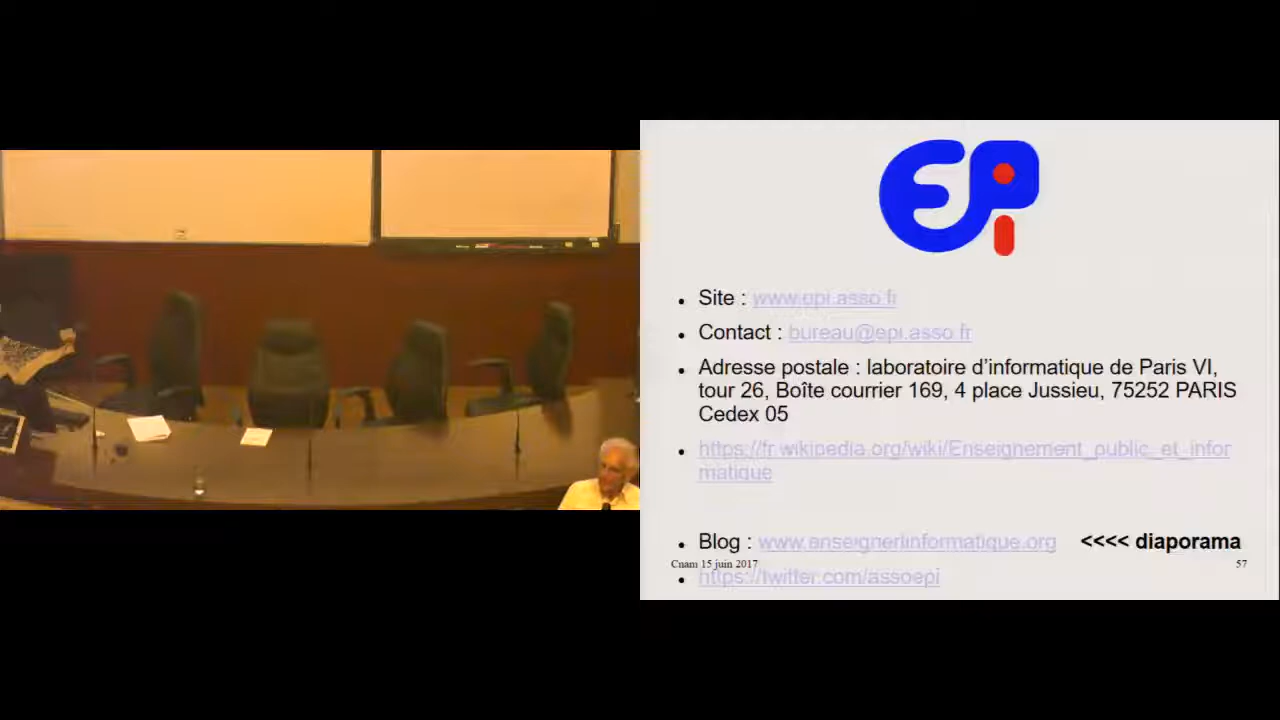 EPI
Site : www.epi.asso.fr
Contact : bureau@epi.asso.fr
Adresse postale : laboratoire d'informatique de Paris VI,
tour 26, Boîte courrier 169, 4 place Jussieu, 75252 PARIS
Cedex 05
https://fr.wikipedia.org/wiki/Enseignement_public_et_infor
matique
Blog : www.enseignerlinformatique.org <<<< diaporama
Cnam 15 juin 2017 57
https://twitter.com/assoepi